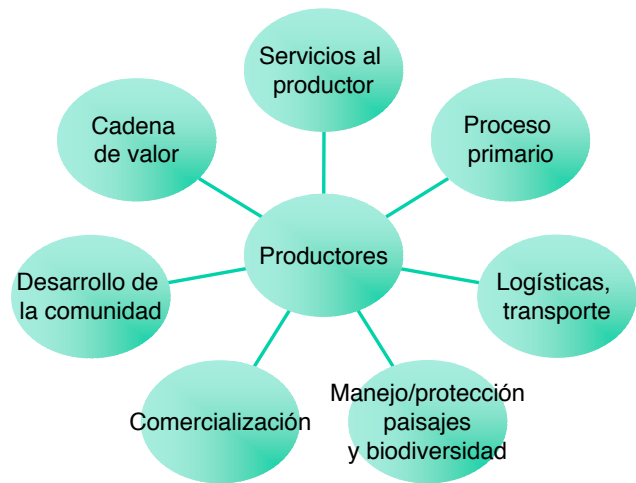 Servicios al
productor
Cadena
de valor
Proceso
primario
Productores
Desarrollo de
la comunidad
Logísticas,
transporte
Comercialización
Manejo/protección
paisajes
y biodiversidad